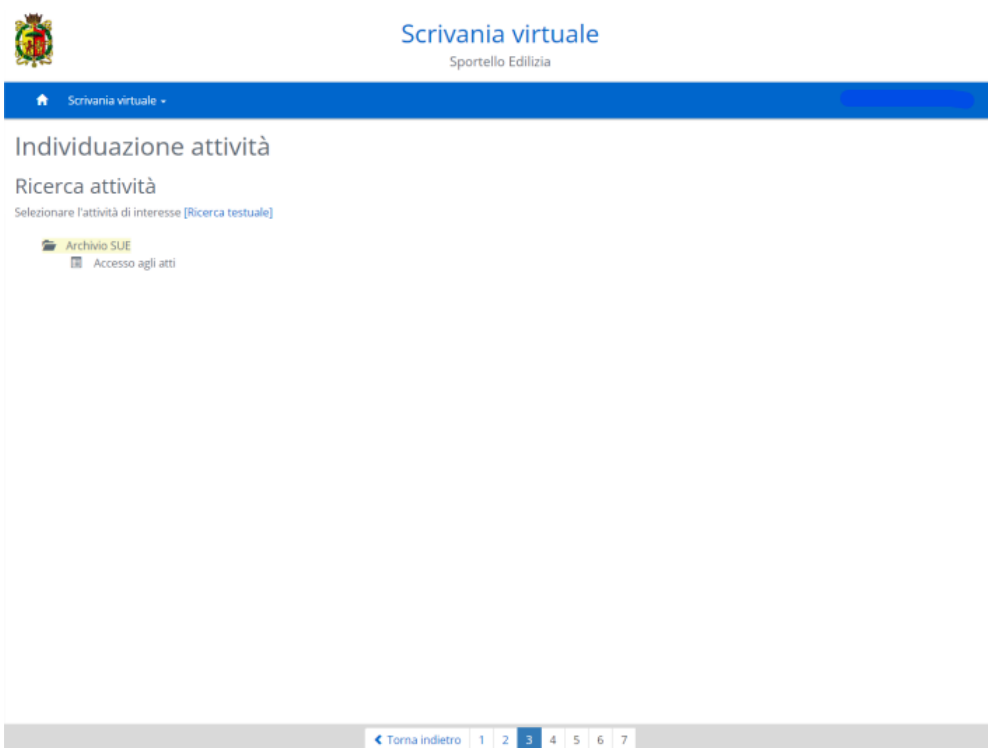 Scrivania virtuale
Sportello Edilizia
Scrivania virtuale
Individuazione attività
Ricerca attività
Selezionare l'attività di interesse [Ricerca testuale]
Archivio SUE
Accesso agli atti
Torna indietro 1 2 3 4 5 6 7